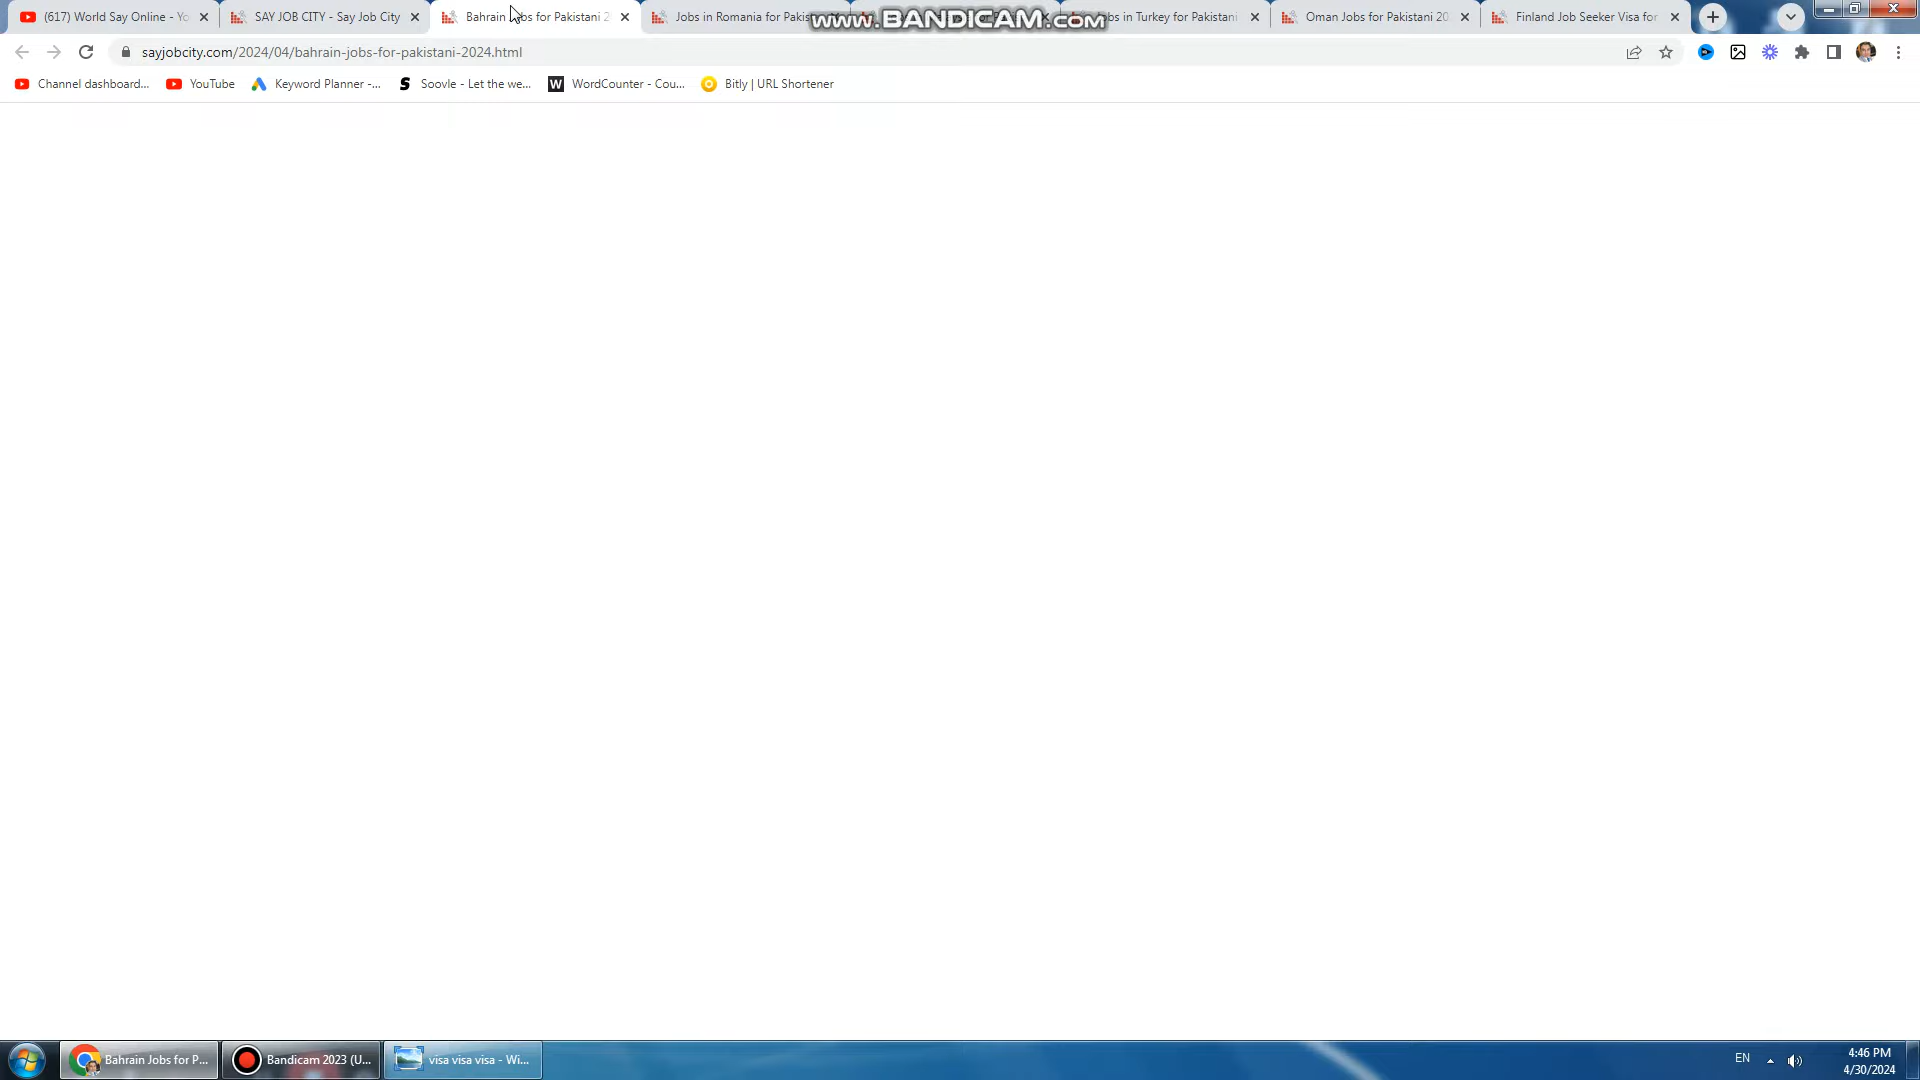 (617) World Say Online - Yo
SAY JOB CITY - Say Job City
Bahrain Jobs for Pakistani 2
Jobs in Romania for Pakis
www.BANDICAM.com
bs in Turkey for Pakistani
Oman Jobs for Pakistani 20
Finland Job Seeker Visa for
sayjobcity.com/2024/04/bahrain-jobs-for-pakistani-2024.html
Channel dashboard...
YouTube
Keyword Planner -...
Soovle - Let the we...
WordCounter - Cou...
Bitly | URL Shortener
Bahrain Jobs for P...
Bandicam 2023 (U...
visa visa visa - Wi...
EN
4:46 PM
4/30/2024